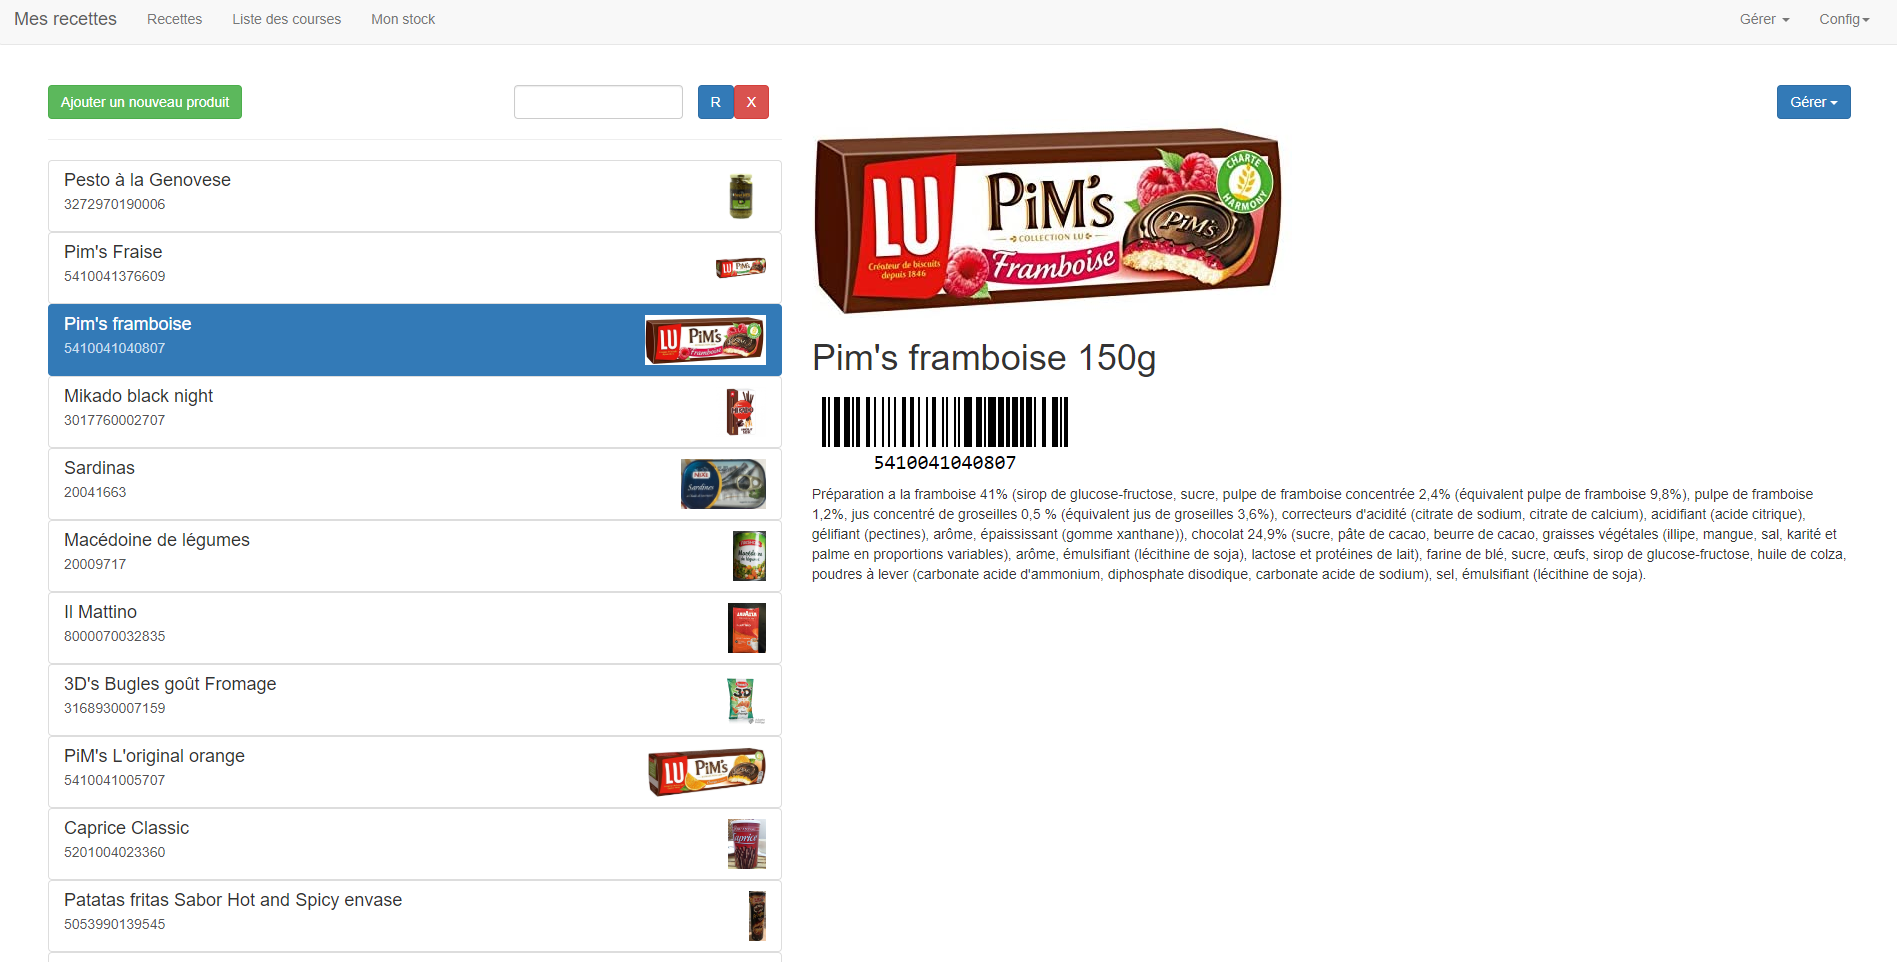 Mes recettes Recettes Liste des courses Mon stock Gérer Config
Ajouter un nouveau produit R X Gérer
Pesto à la Genovese
3272970190006
Pim's Fraise
5410041376609
Pim's framboise
5410041040807
Mikado black night
3017760002707
Sardinas
20041663
Macédoine de légumes
20009717
Il Mattino
8000070032835
3D's Bugles goût Fromage
3168930007159
PiM's L'original orange
5410041005707
Caprice Classic
5201004023360
Patatas fritas Sabor Hot and Spicy envase
5053990139545
LU
Créateur de biscuits
depuis 1846
PiM's
COLLECTION LU
Framboise
PiM's
CHARTE
HARMONY
Pim's framboise 150g
5410041040807
Préparation a la framboise 41% (sirop de glucose-fructose, sucre, pulpe de framboise concentrée 2,4% (équivalent pulpe de framboise 9,8%), pulpe de framboise
1,2%, jus concentré de groseilles 0,5 % (équivalent jus de groseilles 3,6%), correcteurs d'acidité (citrate de sodium, citrate de calcium), acidifiant (acide citrique),
gélifiant (pectines), arôme, épaississant (gomme xanthane)), chocolat 24,9% (sucre, pâte de cacao, beurre de cacao, graisses végétales (illipe, mangue, sal, karité et
palme en proportions variables), arôme, émulsifiant (lécithine de soja), lactose et protéines de lait), farine de blé, sucre, œufs, sirop de glucose-fructose, huile de colza,
poudres à lever (carbonate acide d'ammonium, diphosphate disodique, carbonate acide de sodium), sel, émulsifiant (lécithine de soja).